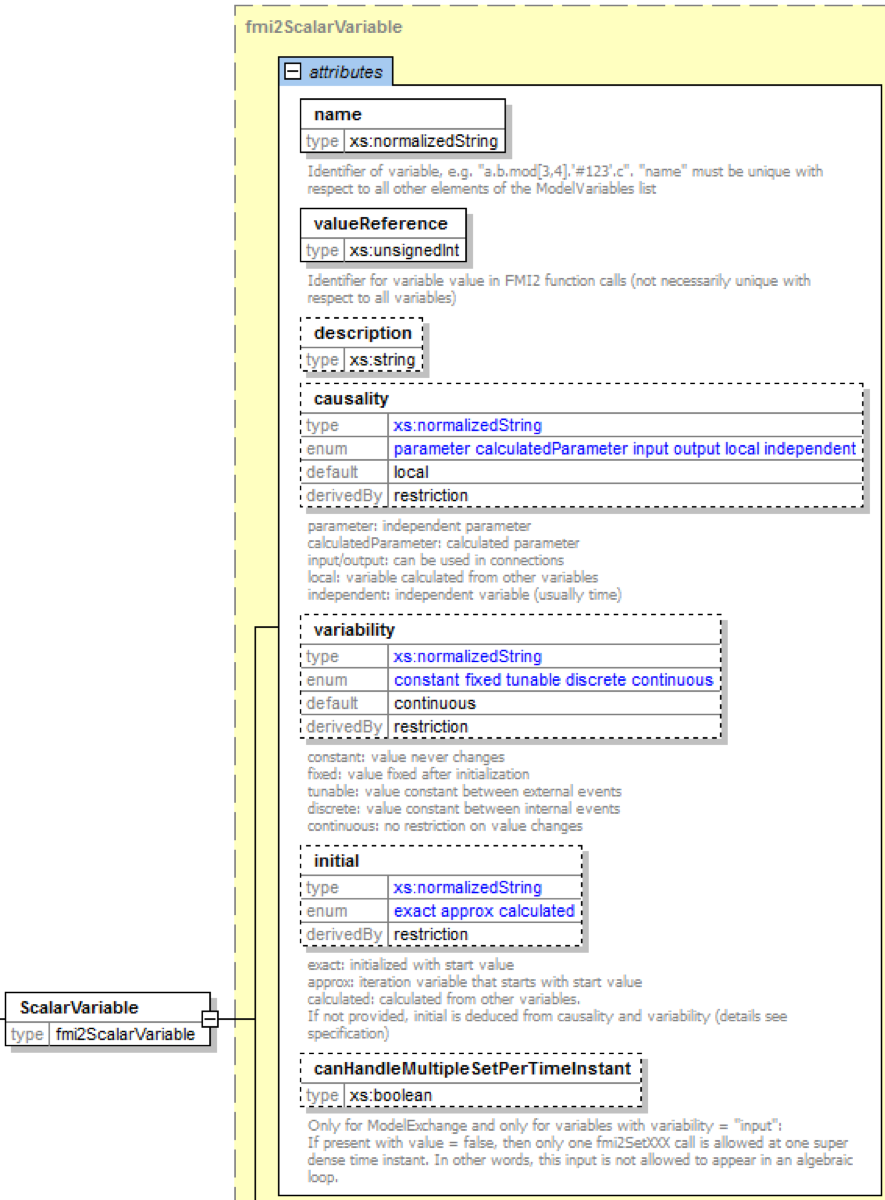 fmi2ScalarVariable
attributes
name
type xs:normalizedString
Identifier of variable, e.g. "a.b.mod[3,4].'#123'.c". "name" must be unique with
respect to all other elements of the ModelVariables list
valueReference
type xs:unsignedInt
Identifier for variable value in FMI2 function calls (not necessarily unique with
respect to all variables)
description
type xs:string
causality
type xs:normalizedString
enum parameter calculatedParameter input output local independent
default local
derivedBy restriction
parameter: independent parameter
calculatedParameter: calculated parameter
input/output: can be used in connections
local: variable calculated from other variables
independent: independent variable (usually time)
variability
type xs:normalizedString
enum constant fixed tunable discrete continuous
default continuous
derivedBy restriction
constant: value never changes
fixed: value fixed after initialization
tunable: value constant between external events
discrete: value constant between internal events
continuous: no restriction on value changes
initial
type xs:normalizedString
enum exact approx calculated
derivedBy restriction
exact: initialized with start value
approx: iteration variable that starts with start value
calculated: calculated from other variables.
If not provided, initial is deduced from causality and variability (details see
specification)
ScalarVariable
type fmi2ScalarVariable
canHandleMultipleSetPerTimeInstant
type xs:boolean
Only for ModelExchange and only for variables with variability = "input":
If present with value = false, then only one fmi2SetXXX call is allowed at one super
dense time instant. In other words, this input is not allowed to appear in an algebraic
loop.